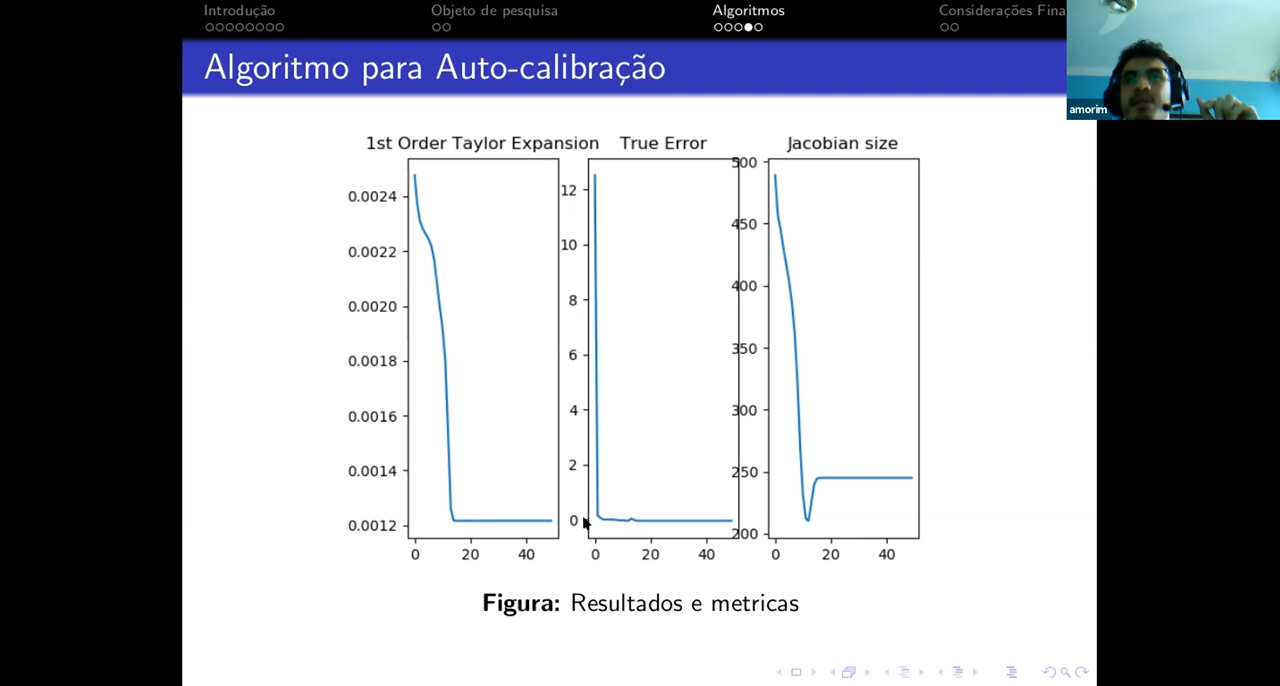 Introdução Objeto de pesquisa Algoritmos Considerações Fina
amorim
Algoritmo para Auto-calibração
1st Order Taylor Expansion True Error Jacobian size
0.0024
0.0022
0.0020
0.0018
0.0016
0.0014
0.0012
0 20 40
12
10
8
6
4
2
0
0 20 40
500
450
400
350
300
250
200
0 20 40
Figura: Resultados e metricas